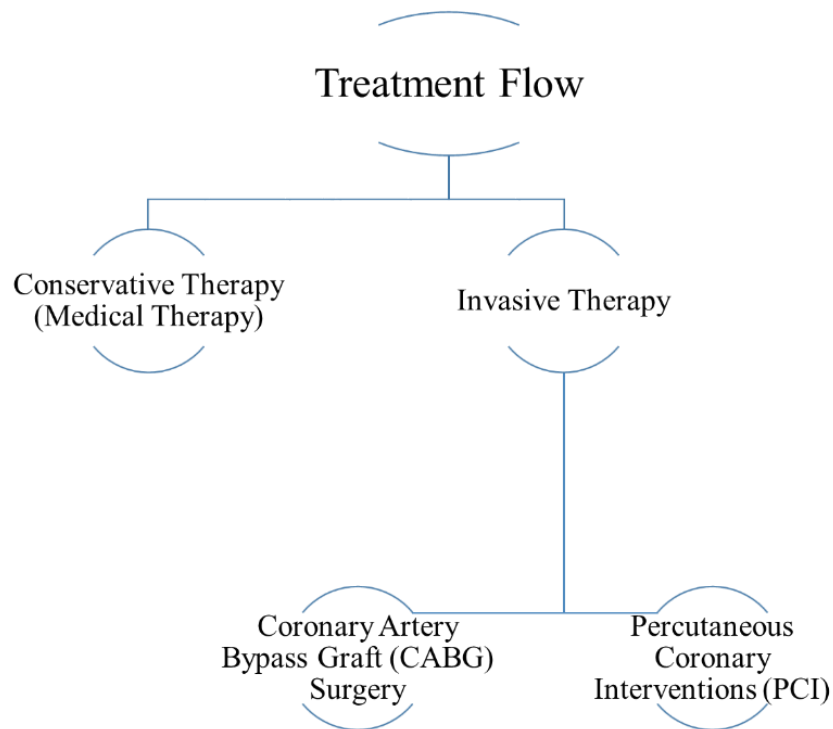 Treatment Flow
Conservative Therapy
(Medical Therapy)
Invasive Therapy
Coronary Artery
Bypass Graft (CABG)
Surgery
Percutaneous
Coronary
Interventions (PCI)